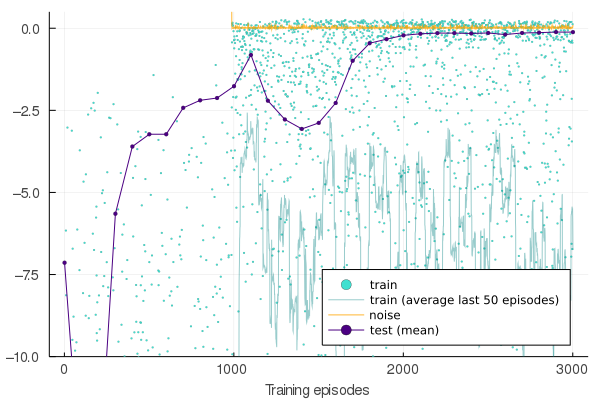 0.0
−2.5
−5.0
−7.5
−10.0
0
1000
2000
3000
Training episodes
train
train (average last 50 episodes)
noise
test (mean)